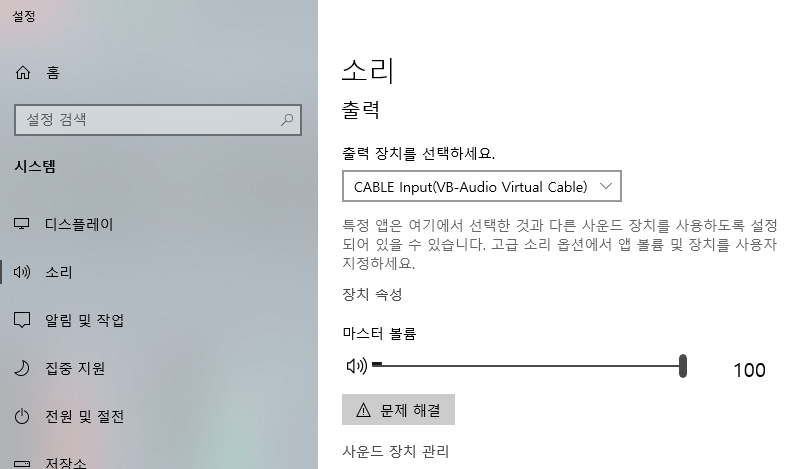 설정
홈
설정 검색
시스템
디스플레이
소리
알림 및 작업
집중 지원
전원 및 절전
저장소
소리
출력
출력 장치를 선택하세요.
CABLE Input(VB-Audio Virtual Cable)
특정 앱은 여기에서 선택한 것과 다른 사운드 장치를 사용하도록 설정
되어 있을 수 있습니다. 고급 소리 옵션에서 앱 볼륨 및 장치를 사용자
지정하세요.
장치 속성
마스터 볼륨
100
문제 해결
사운드 장치 관리